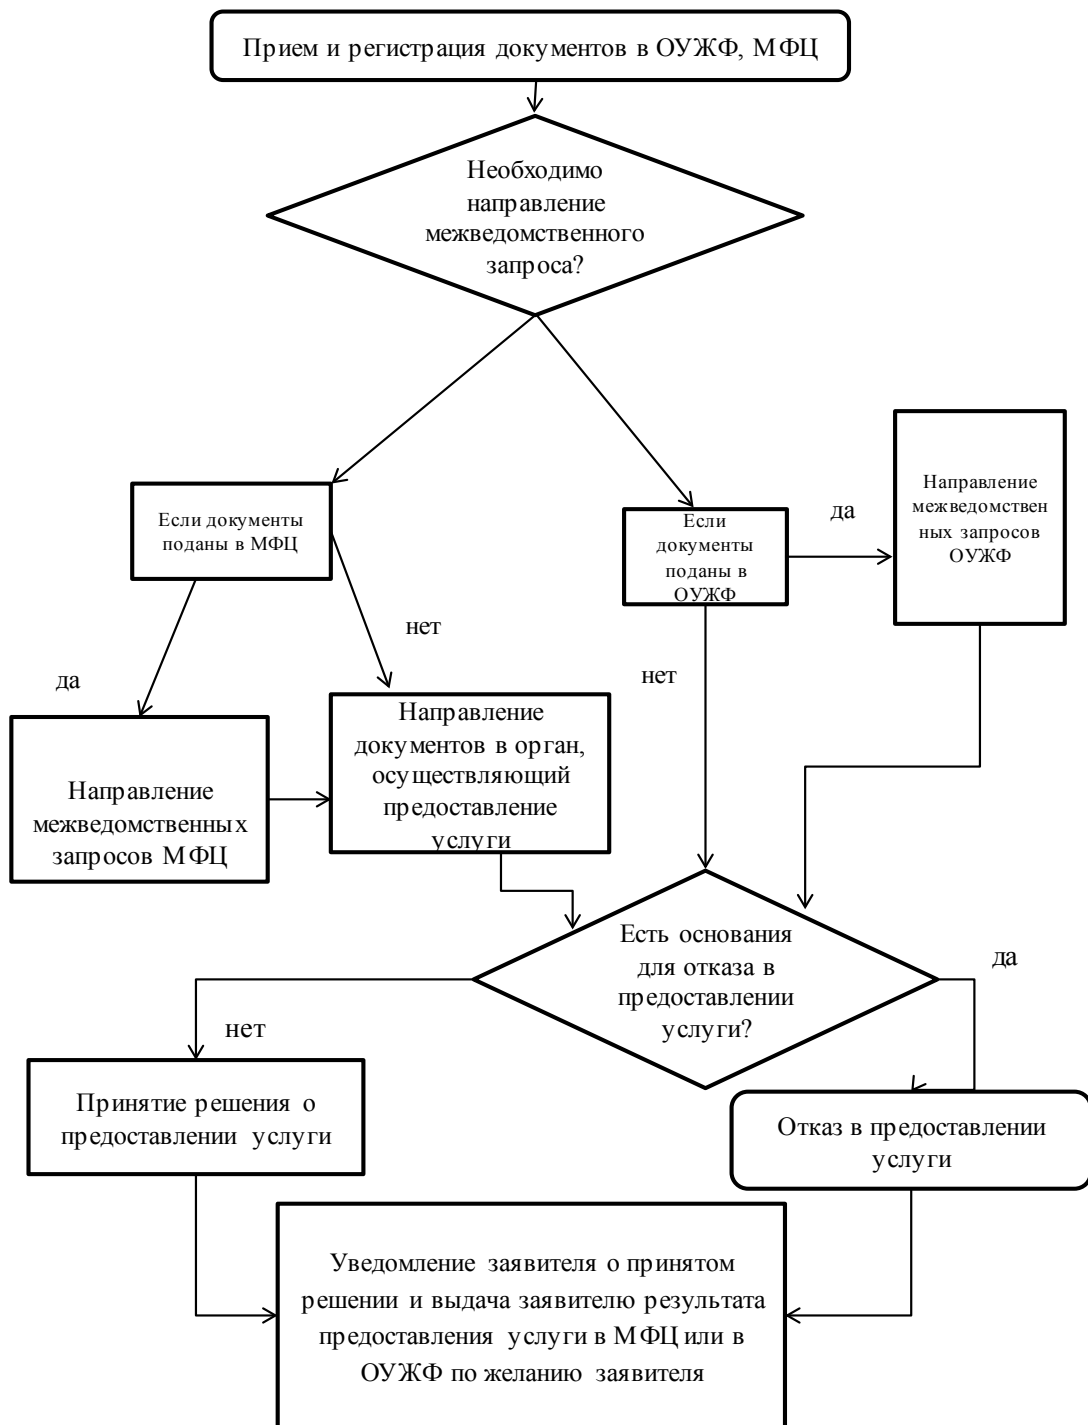 Прием и регистрация документов в ОУЖФ, МФЦ
Необходимо
направление
межведомственного
запроса?
Если документы
поданы в МФЦ
Если
документы
поданы в
ОУЖФ
да
Направление
межведомствен
ных запросов
ОУЖФ
нет
да
нет
Направление
межведомственных
запросов МФЦ
Направление
документов в орган,
осуществляющий
предоставление
услуги
Есть основания
для отказа в
предоставлении
услуги?
да
нет
Принятие решения о
предоставлении услуги
Отказ в предоставлении
услуги
Уведомление заявителя о принятом
решении и выдача заявителю результата
предоставления услуги в МФЦ или в
ОУЖФ по желанию заявителя